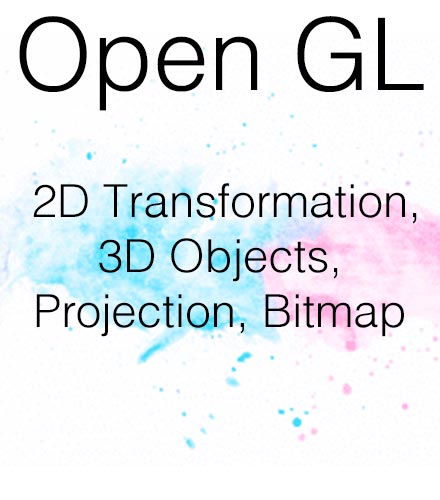 Open GL
2D Transformation,
3D Objects,
Projection, Bitmap